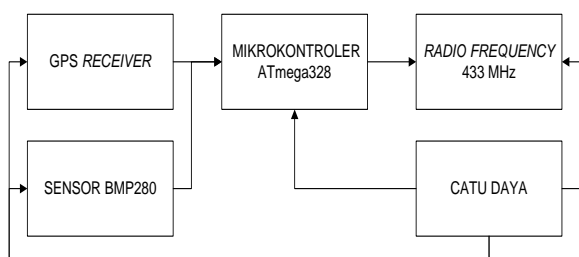 GPS RECEIVER
MIKROKONTROLER
ATmega328
RADIO FREQUENCY
433 MHz
SENSOR BMP280
CATU DAYA